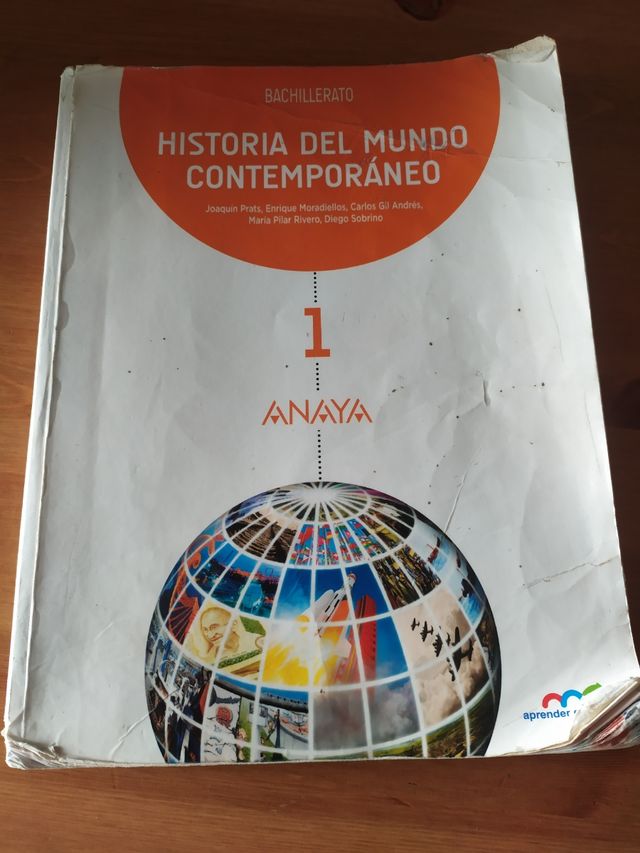 BACHILLERATO
HISTORIA DEL MUNDO
CONTEMPORÁNEO
Joaquín Prats, Enrique Moradiellos, Carlos Gil Andrés,
María Pilar Rivero, Diego Sobrino
1
ANAYA
aprender